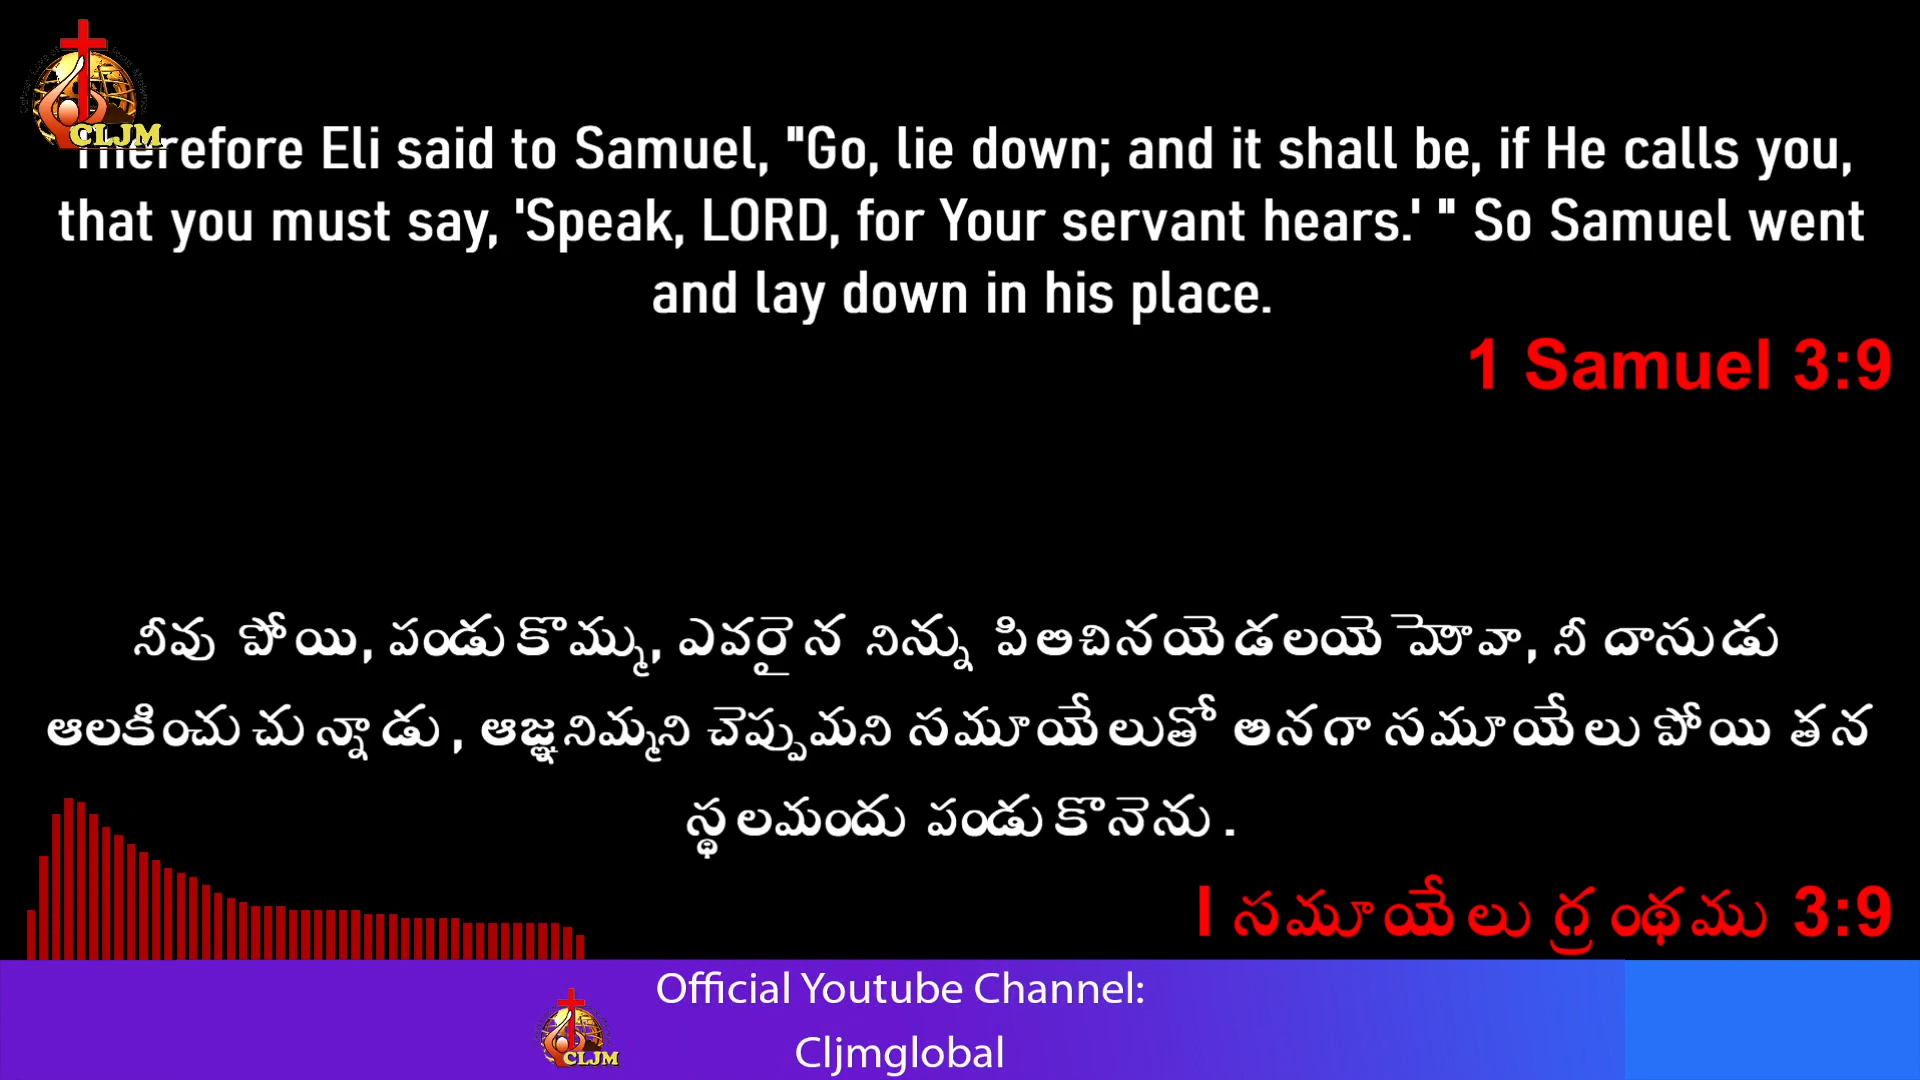 CLJM
Therefore Eli said to Samuel, "Go, lie down; and it shall be, if He calls you,
that you must say, 'Speak, LORD, for Your servant hears.' " So Samuel went
and lay down in his place.
1 Samuel 3:9
నీవు పోయి, పండుకొమ్ము, ఎవరైన నిన్ను పిఅచినయెడలయెహోవా, నీ దాసుడు
ఆలకించుచున్నాడు, ఆజ్ఞనిమ్మని చెప్పుమని సమూయేలుతో అనగా సమూయేలు పోయి తన
స్థలమందు పండుకొనెను.
I సమూయేలు గ్రంథము 3:9
Official Youtube Channel:
CLJM
Cljmglobal